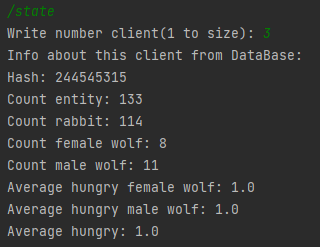 /state
Write number client(1 to size): 3
Info about this client from DataBase:
Hash: 244545315
Count entity: 133
Count rabbit: 114
Count female wolf: 8
Count male wolf: 11
Average hungry female wolf: 1.0
Average hungry male wolf: 1.0
Average hungry: 1.0